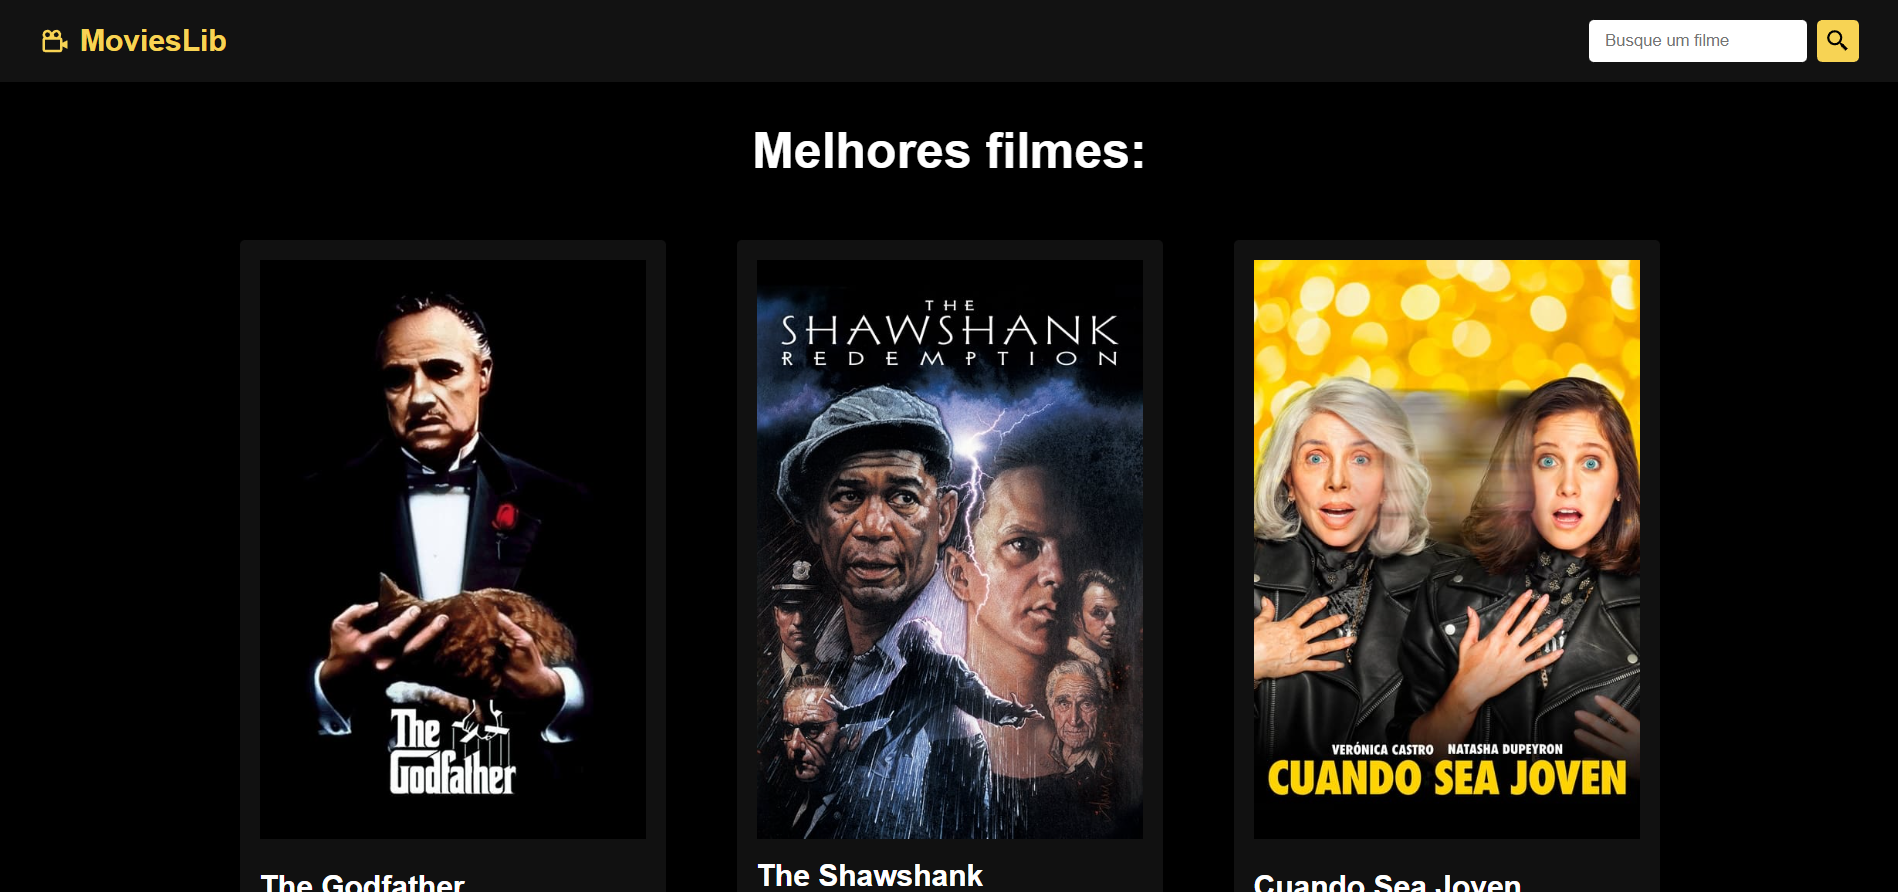 MoviesLib
Busque um filme
Melhores filmes:
The
Godfather
THE
SHAWSHANK
REDEMPTION
VERÓNICA CASTRO NATASHA DUPEYRON
CUANDO SEA JOVEN
The Godfather
The Shawshank
Cuando Sea Joven